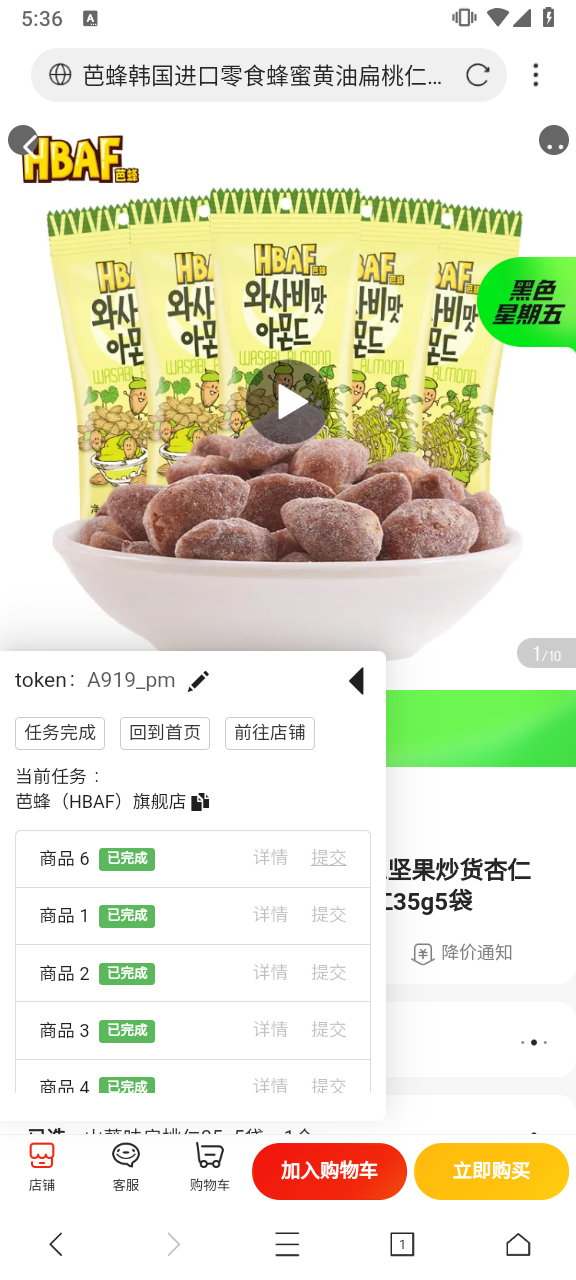 5:36
A
芭蜂韩国进口零食蜂蜜黄油扁桃仁...
HBAF
芭蜂
HBAF
와사비맛
아몬드
WASABI ALMOND
黑色
星期五
1/10
token: A919_pm
任务完成 回到首页 前往店铺
当前任务：
芭蜂（HBAF）旗舰店
商品 6 已完成 详情 提交
商品 1 已完成 详情 提交
商品 2 已完成 详情 提交
商品 3 已完成 详情 提交
商品 4 已完成 详情 提交
坚果炒货杏仁
35g5袋
降价通知
店铺 客服 购物车 加入购物车 立即购买
1